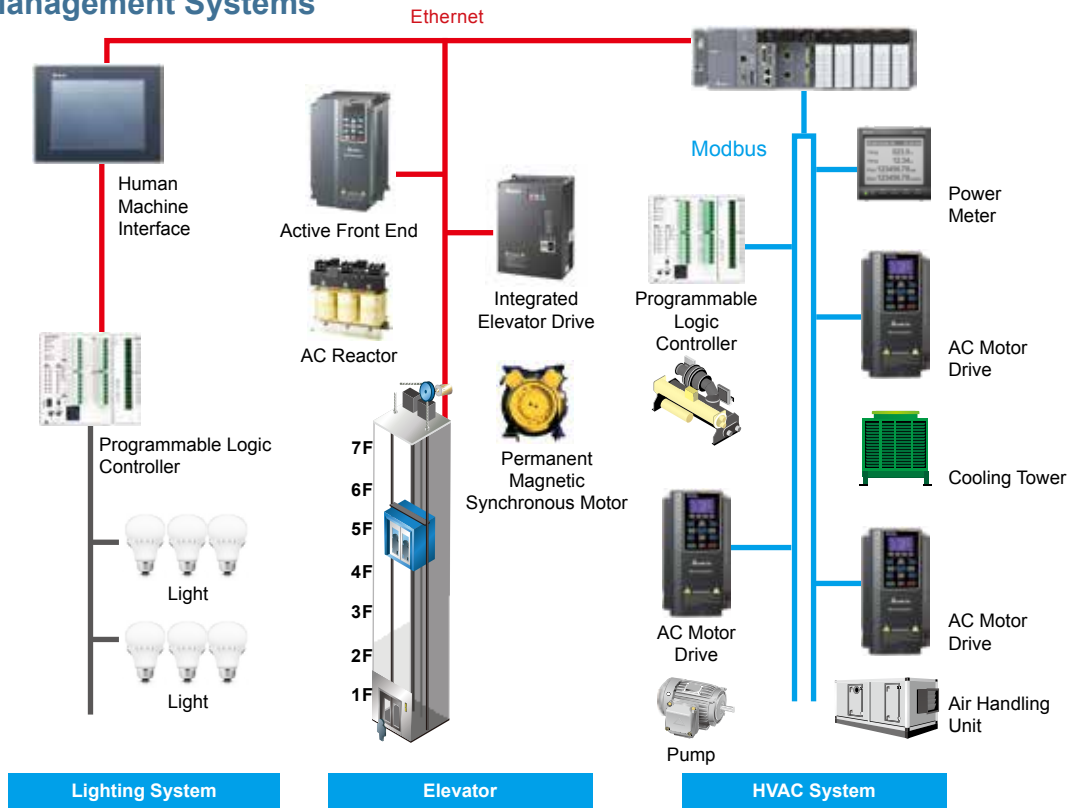 anagement Systems
Ethernet
Human
Machine
Interface
Active Front End
AC Reactor
Integrated
Elevator Drive
Permanent
Magnetic
Synchronous Motor
Programmable Logic
Controller
Light
Light
7F
6F
5F
4F
3F
2F
1F
Modbus
Programmable
Logic
Controller
AC Motor
Drive
Pump
Power
Meter
AC Motor
Drive
Cooling Tower
AC Motor
Drive
Air Handling
Unit
Lighting System
Elevator
HVAC System